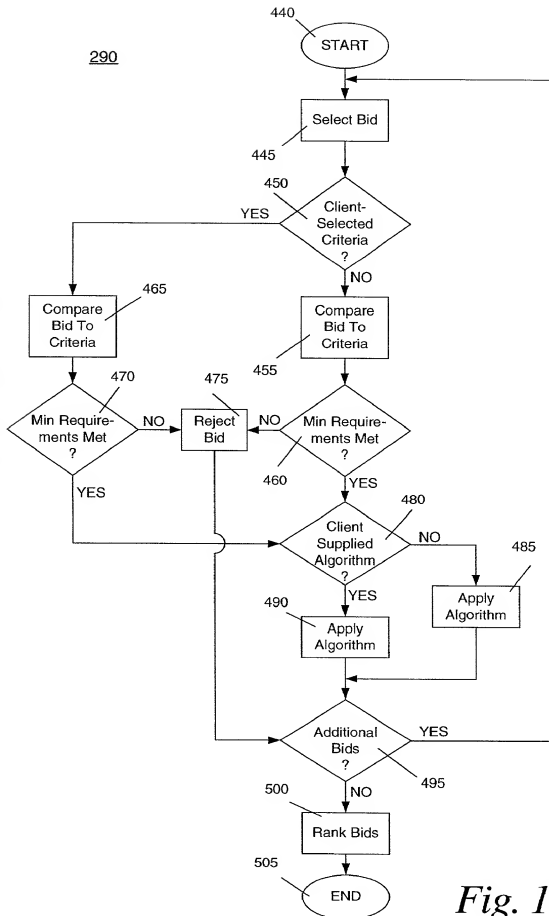 440
START
290
Select Bid
445
450
Client-
Selected
Criteria
?
YES
NO
465
Compare
Bid To
Criteria
Compare
Bid To
Criteria
455
470
475
Min Require-
ments Met
?
NO
Reject
Bid
NO
Min Require-
ments Met
?
460
YES
YES
480
Client
Supplied
Algorithm
?
NO
485
YES
490
Apply
Algorithm
Apply
Algorithm
Additional
Bids
?
YES
495
NO
500
Rank Bids
505
END
Fig. 1